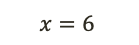 𝑥 = 6